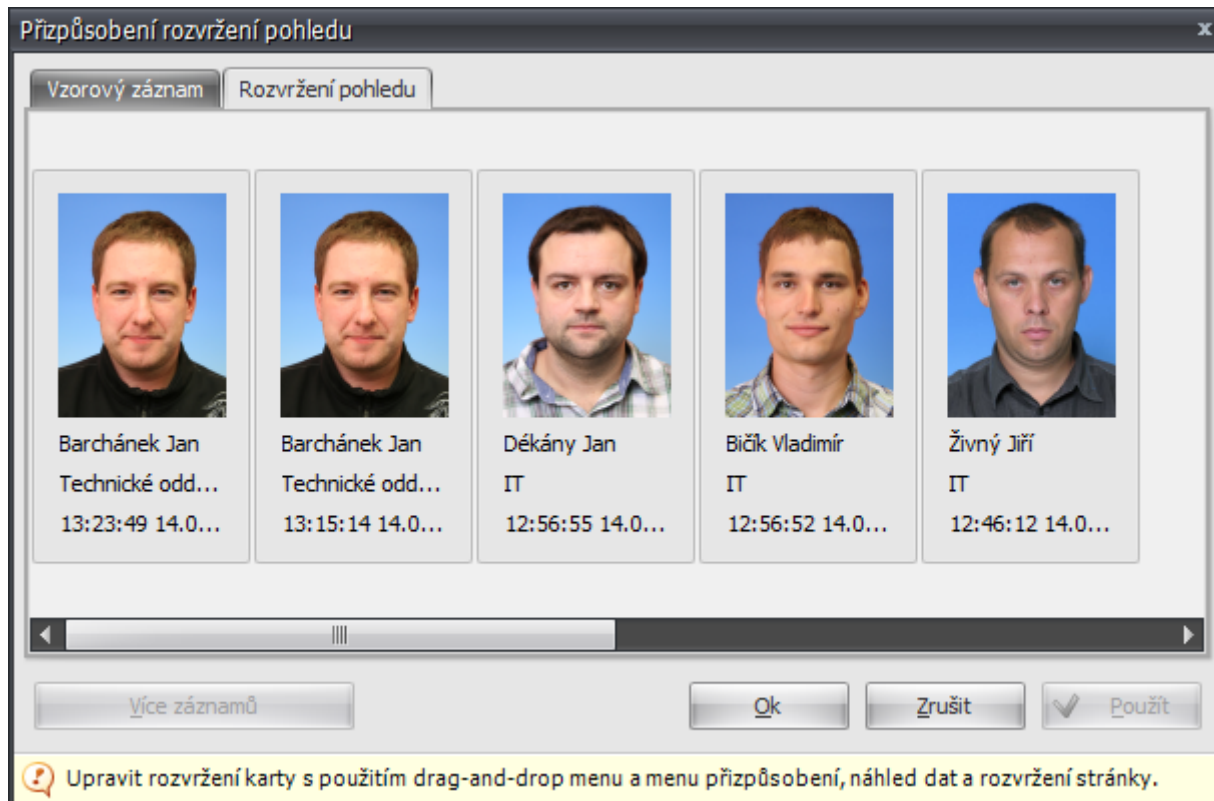 Přizpůsobení rozvržení pohledu
x
Vzorový záznam Rozvržení pohledu
Barchánek Jan Barchánek Jan Dékány Jan Bičík Vladimír Živný Jiří
Technické odd... Technické odd... IT IT IT
13:23:49 14.0... 13:15:14 14.0... 12:56:55 14.0... 12:56:52 14.0... 12:46:12 14.0...
Více záznamů Ok Zrušit Použít
Upravit rozvržení karty s použitím drag-and-drop menu a menu přizpůsobení, náhled dat a rozvržení stránky.